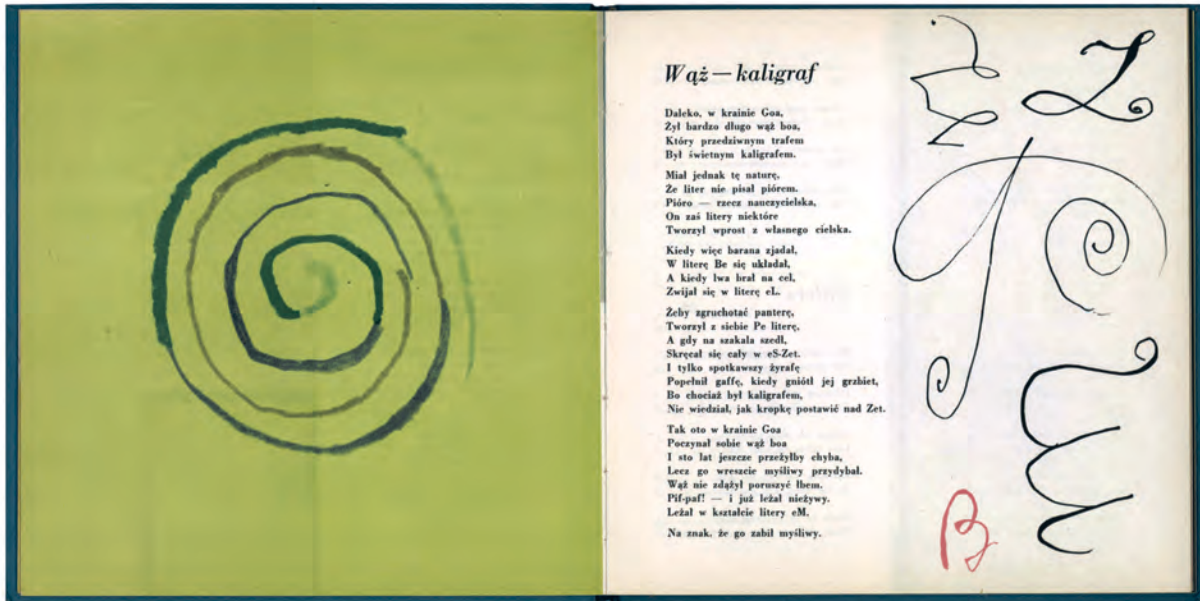 Wąż — kaligraf
Daleko, w krainie Goa,
Żył bardzo długo wąż boa,
Który przedziwnym trafem
Był świetnym kaligrafem.
Miał jednak tę naturę,
Że liter nie pisał piórem.
Pióro — rzecz nauczycielska,
On zaś litery niektóre
Tworzył wprost z własnego cielska.
Kiedy więc barana zjadał,
W literę Be się układał,
A kiedy lwa brał na cel,
Zwijał się w literę eL.
Żeby zgruchotać panterę,
Tworzył z siebie Pe literę,
A gdy na szakala szedł,
Skręcał się cały w eS-Zet.
I tylko spotkawszy żyrafę
Popełnił gaffę, kiedy gniótł jej grzbiet,
Bo chociaż był kaligrafem,
Nie wiedział, jak kropkę postawić nad Zet.
Tak oto w krainie Goa
Poczynał sobie wąż boa
I sto lat jeszcze przeżyłby chyba,
Lecz go wreszcie myśliwy przydybał.
Wąż nie zdążył poruszyć łbem.
Pif-paf! — i już leżał nieżywy.
Leżał w kształcie litery eM.
Na znak, że go zabił myśliwy.
L
B